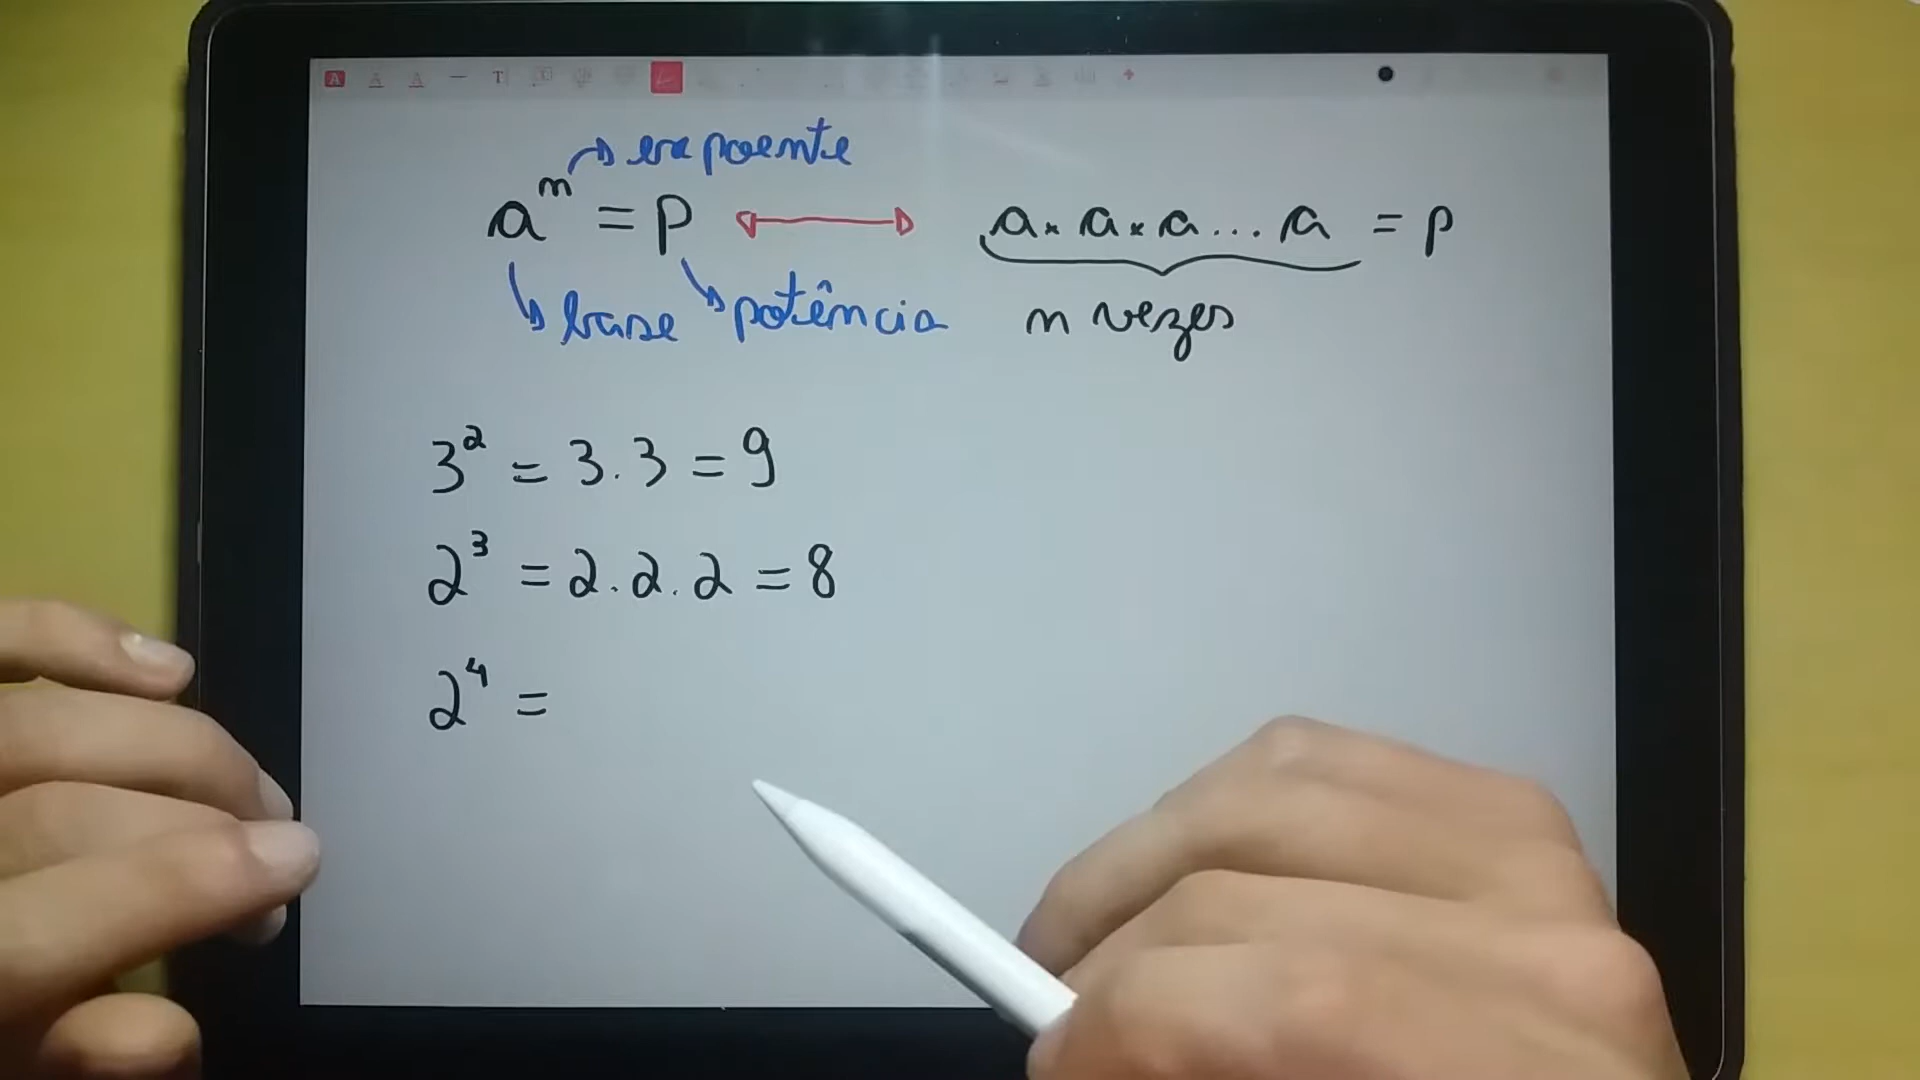 expoente
aⁿ = p ↔ a × a × a ... a = p
base potência n vezes
3² = 3 . 3 = 9
2³ = 2 . 2 . 2 = 8
2⁴ =